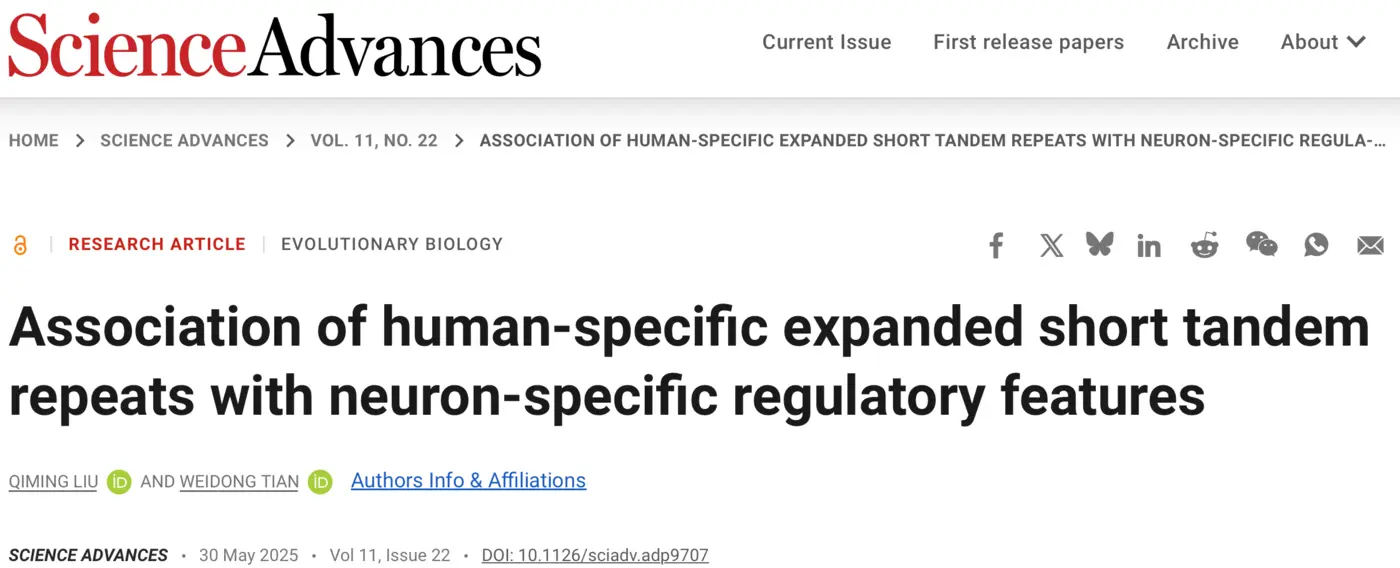 ScienceAdvances
Current Issue First release papers Archive About
HOME > SCIENCE ADVANCES > VOL. 11, NO. 22 > ASSOCIATION OF HUMAN-SPECIFIC EXPANDED SHORT TANDEM REPEATS WITH NEURON-SPECIFIC REGULA-...
RESEARCH ARTICLE | EVOLUTIONARY BIOLOGY
Association of human-specific expanded short tandem
repeats with neuron-specific regulatory features
QIMING LIU iD AND WEIDONG TIAN iD Authors Info & Affiliations
SCIENCE ADVANCES • 30 May 2025 • Vol 11, Issue 22 • DOI: 10.1126/sciadv.adp9707